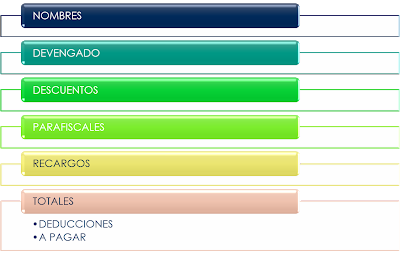 NOMBRES
DEVENGADO
DESCUENTOS
PARAFISCALES
RECARGOS
TOTALES
•DEDUCCIONES
•A PAGAR